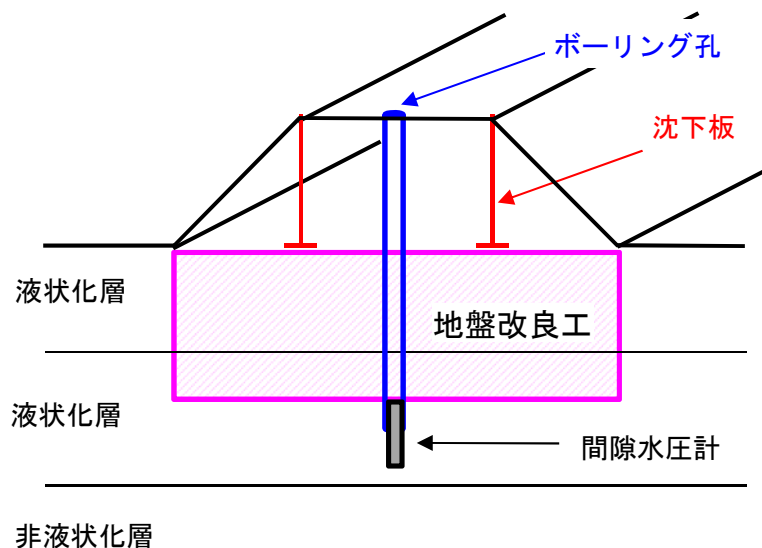 ボーリング孔
沈下板
液状化層
地盤改良工
液状化層
間隙水圧計
非液状化層